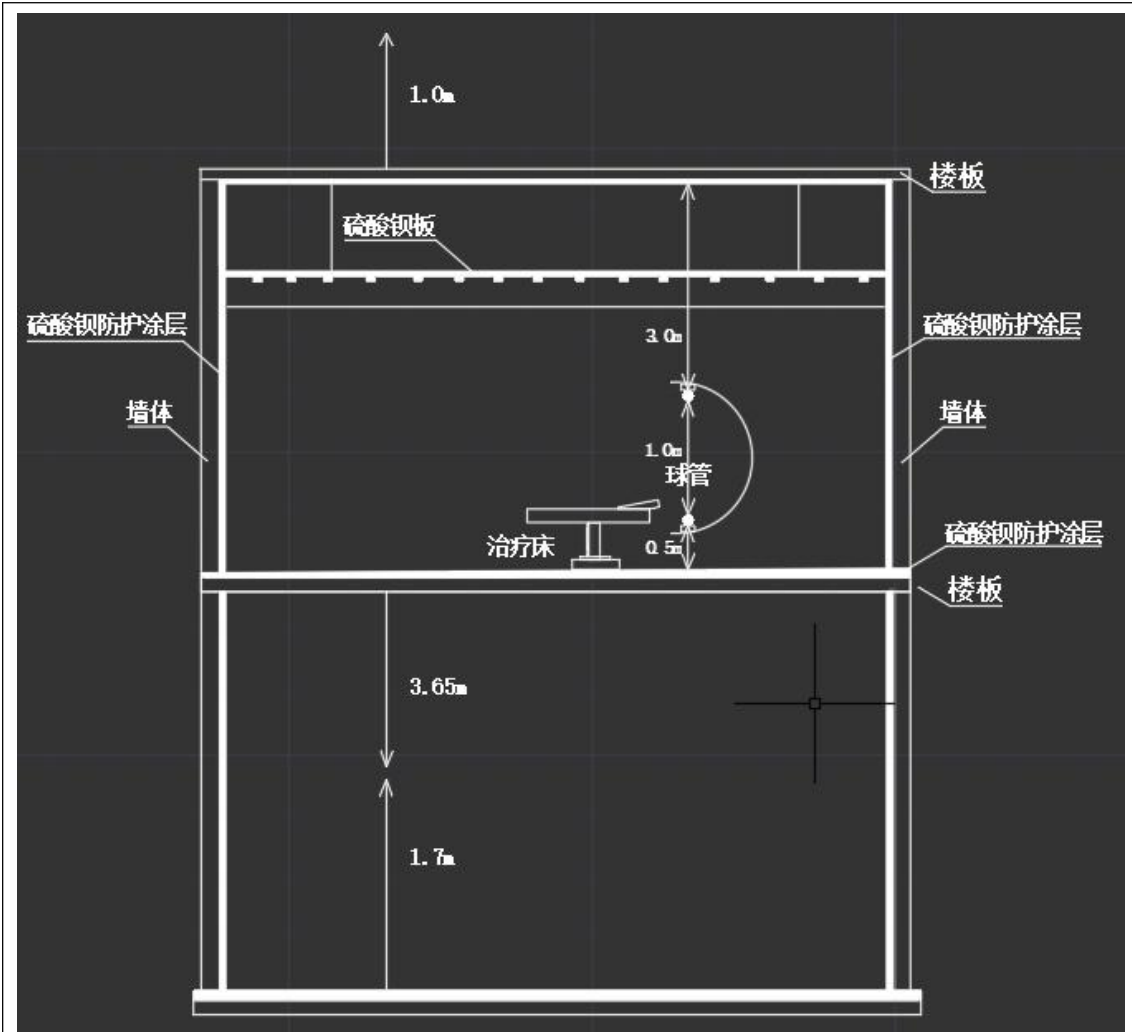 1.0m
楼板
硫酸钡板
硫酸钡防护涂层
硫酸钡防护涂层
3.0m
墙体
墙体
1.0m
球管
硫酸钡防护涂层
治疗床
0.5m
楼板
3.65m
1.7m